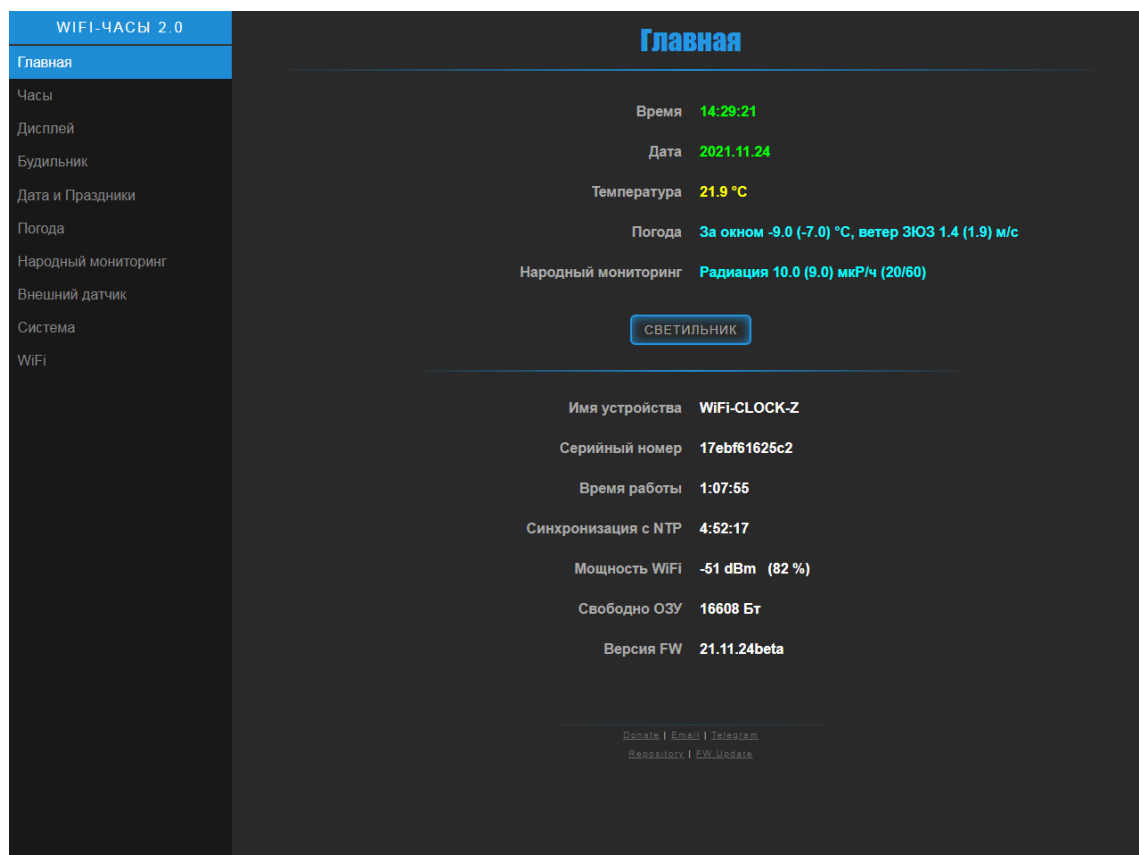 WIFI-ЧАСЫ 2.0
Главная
Часы
Дисплей
Будильник
Дата и Праздники
Погода
Народный мониторинг
Внешний датчик
Система
WiFi
Главная
Время 14:29:21
Дата 2021.11.24
Температура 21.9 °C
Погода За окном -9.0 (-7.0) °C, ветер ЗЮЗ 1.4 (1.9) м/с
Народный мониторинг Радиация 10.0 (9.0) мкР/ч (20/60)
СВЕТИЛЬНИК
Имя устройства WiFi-CLOCK-Z
Серийный номер 17ebf61625c2
Время работы 1:07:55
Синхронизация с NTP 4:52:17
Мощность WiFi -51 dBm (82 %)
Свободно ОЗУ 16608 Бт
Версия FW 21.11.24beta
Donate | Email | Telegram
Repository | FW Update